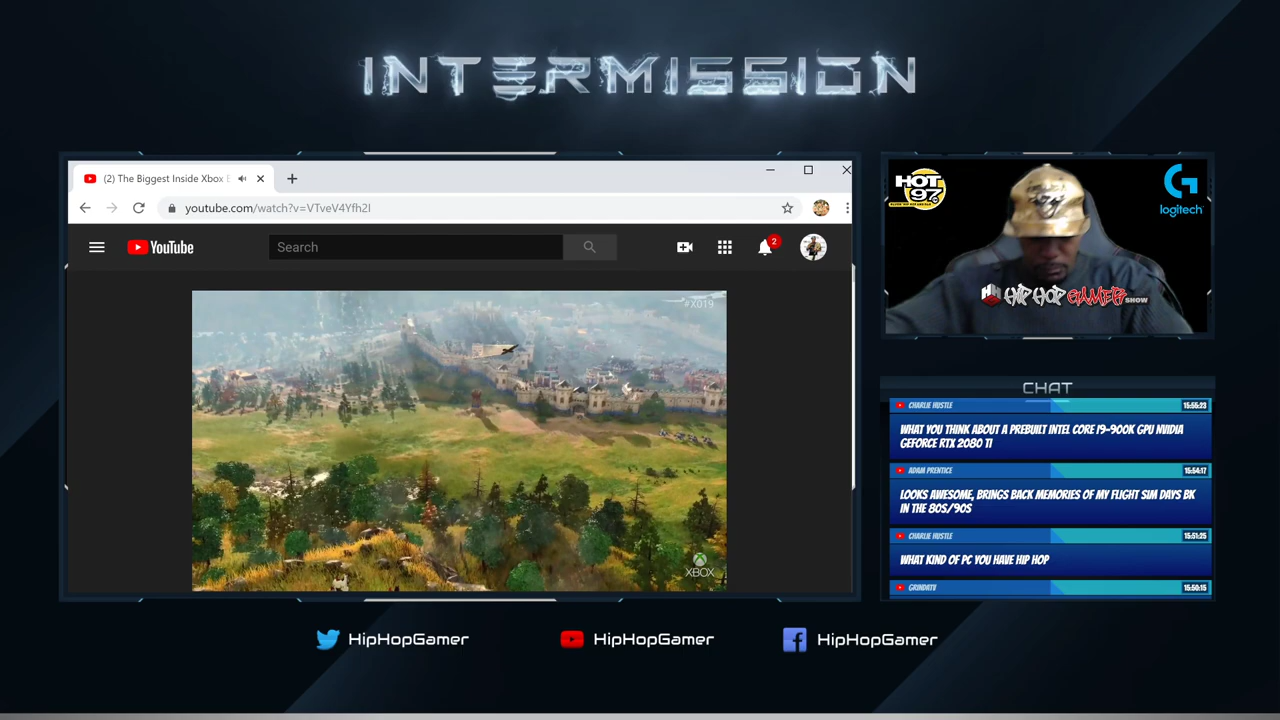 INTERMISSION
(2) The Biggest Inside Xbox E
youtube.com/watch?v=VTveV4Yfh2I
YouTube
Search
2
#X019
XBOX
HOT
97
logitech
HIP HOP GAMER SHOW
CHAT
CHARLIE HUSTLE 15:55:23
WHAT YOU THINK ABOUT A PREBUILT INTEL CORE I9-900K GPU NVIDIA
GEFORCE RTX 2080 TI
ADAM PRENTICE 15:54:17
LOOKS AWESOME, BRINGS BACK MEMORIES OF MY FLIGHT SIM DAYS BK
IN THE 80S/90S
CHARLIE HUSTLE 15:51:25
WHAT KIND OF PC YOU HAVE HIP HOP
GRINDATV 15:50:15
HipHopGamer
HipHopGamer
HipHopGamer